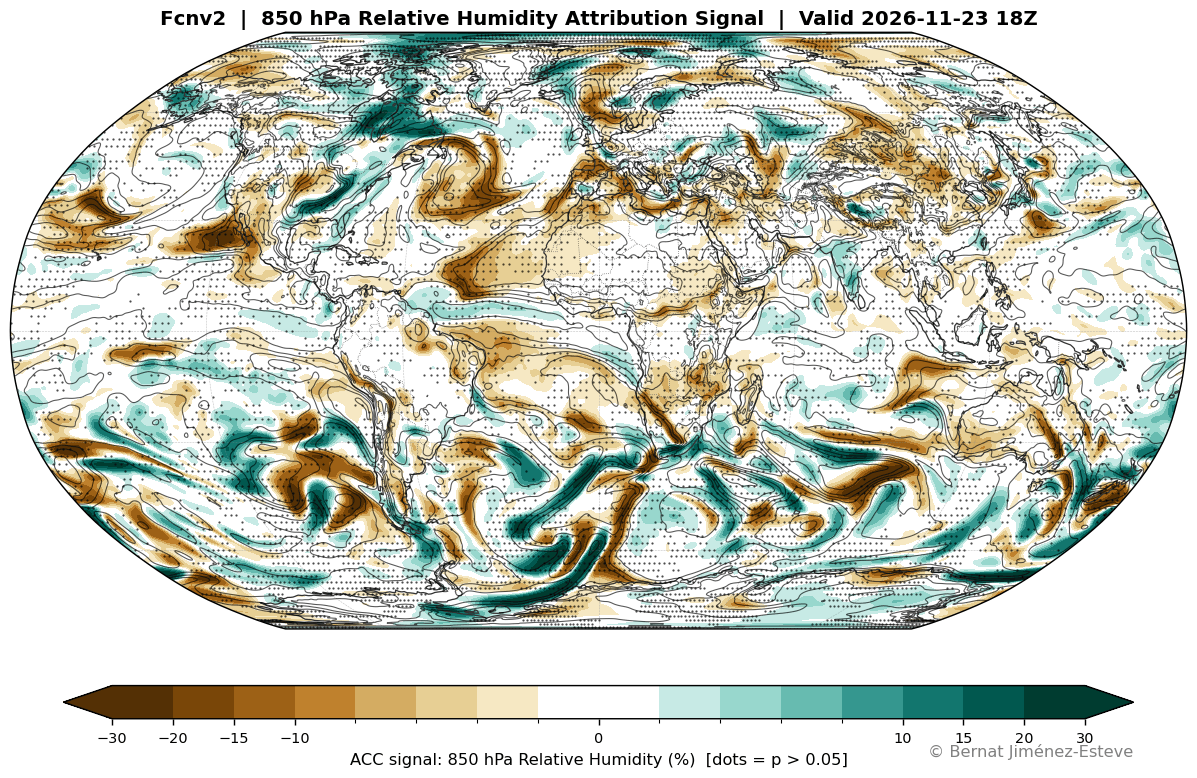 Fcnv2 | 850 hPa Relative Humidity Attribution Signal | Valid 2026-11-23 18Z
−30 −20 −15 −10 0 10 15 20 30
ACC signal: 850 hPa Relative Humidity (%) [dots = p > 0.05]
© Bernat Jiménez-Esteve